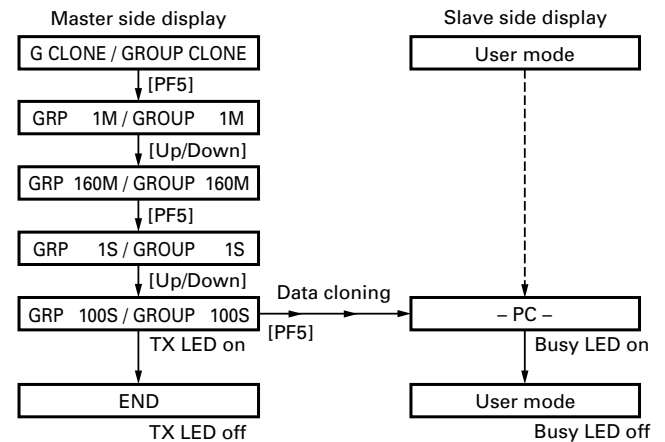 Master side display
Slave side display
G CLONE / GROUP CLONE
User mode
[PF5]
GRP 1M / GROUP 1M
[Up/Down]
GRP 160M / GROUP 160M
[PF5]
GRP 1S / GROUP 1S
[Up/Down]
Data cloning
GRP 100S / GROUP 100S
[PF5]
– PC –
TX LED on
Busy LED on
END
User mode
TX LED off
Busy LED off